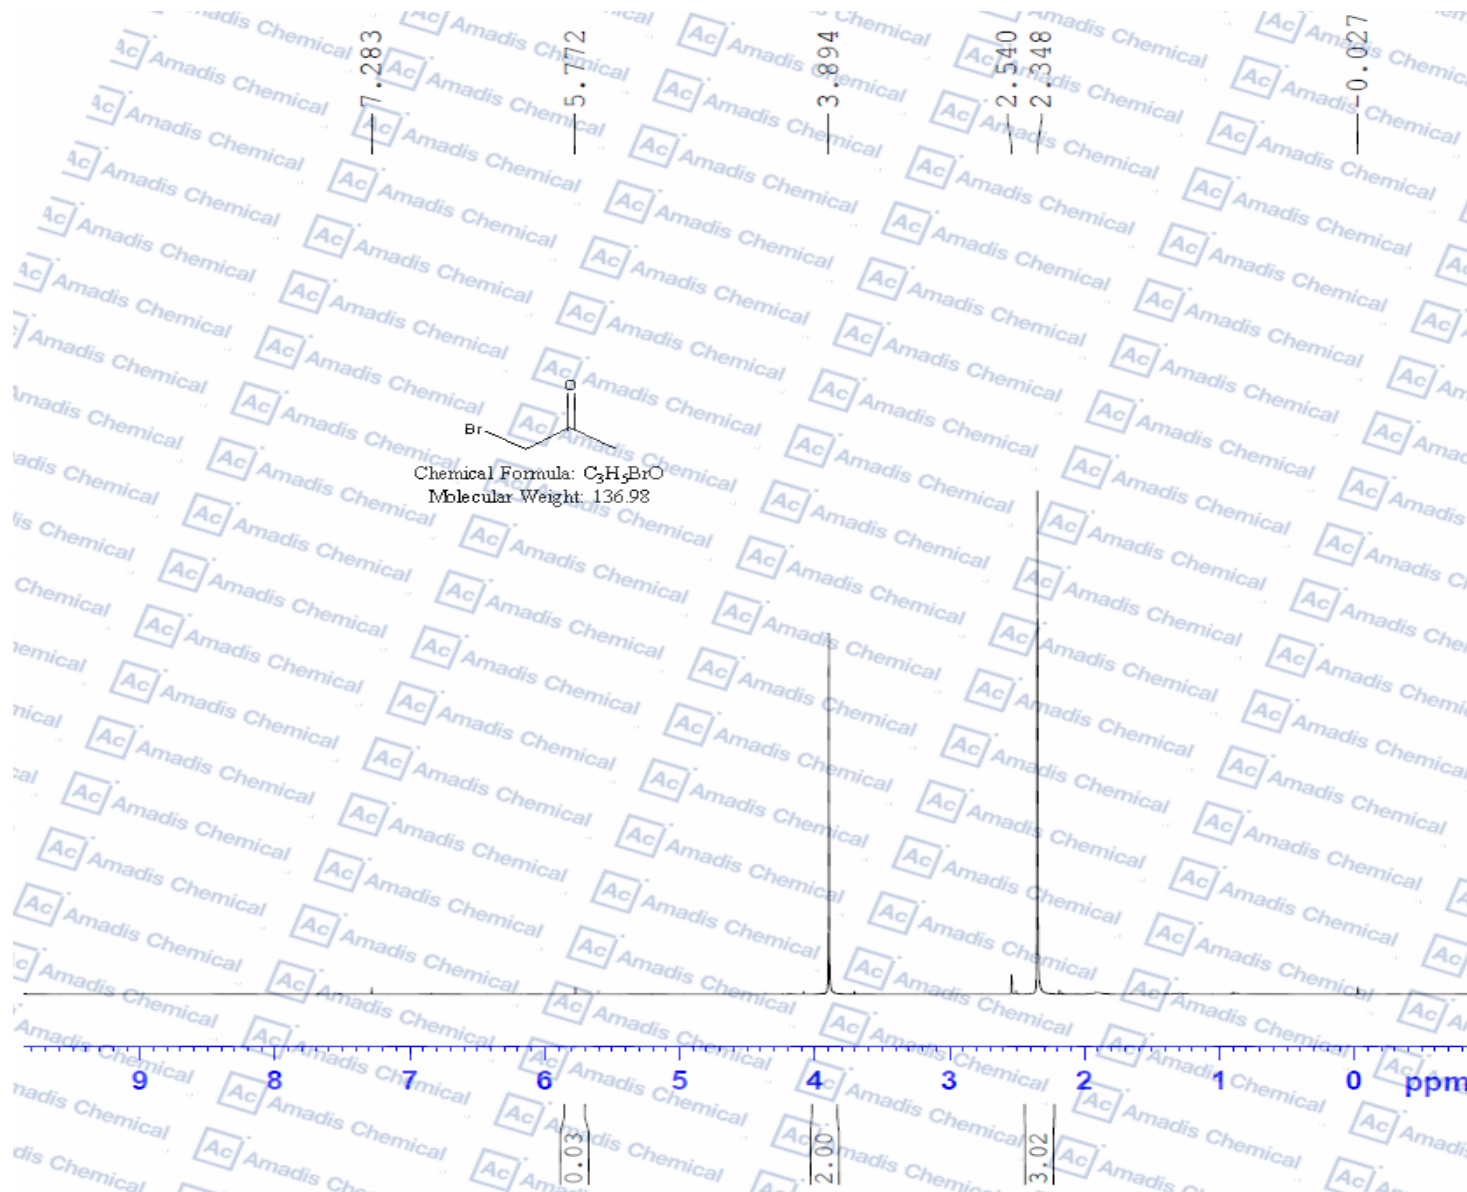 7.283
5.772
3.894
2.540
2.348
-0.027
O
Br
Chemical Formula: C₃H₅BrO
Molecular Weight: 136.98
9 8 7 6 5 4 3 2 1 0 ppm
0.03
2.00
3.02
Ac Amadis Chemical